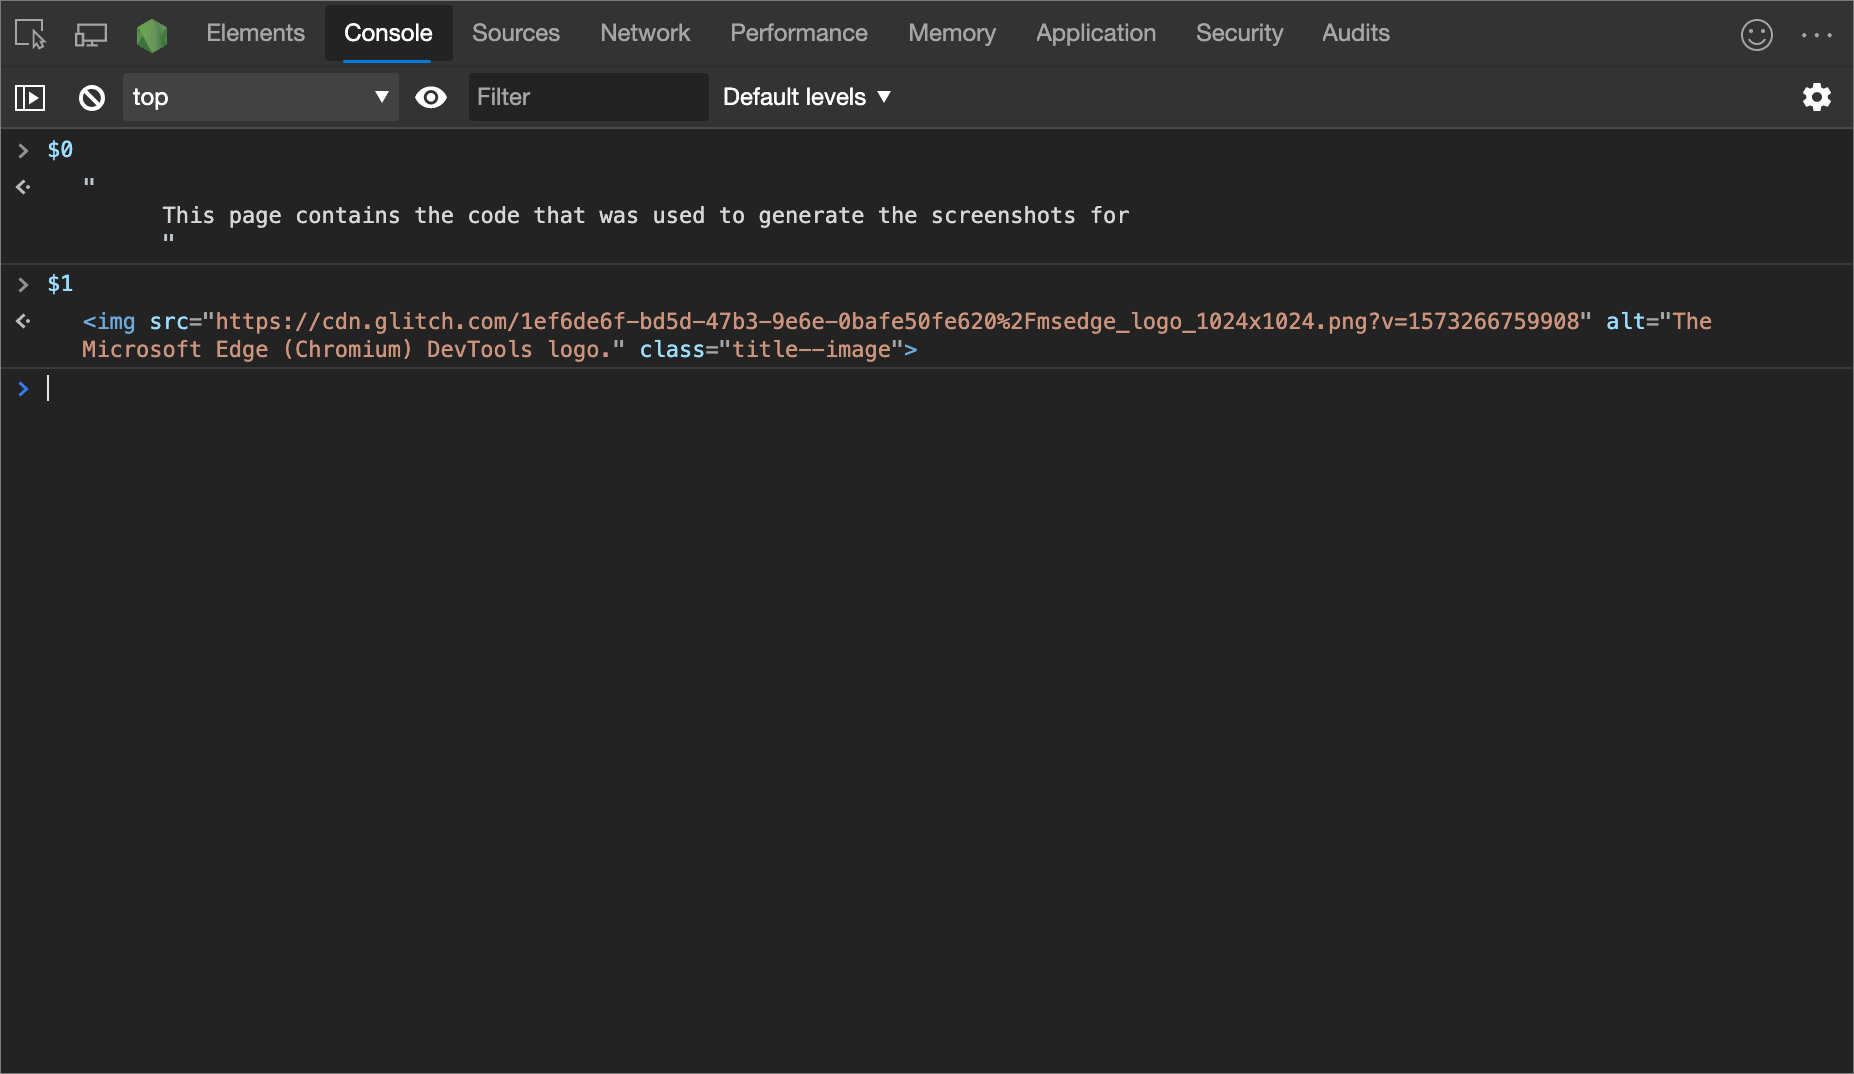 Elements Console Sources Network Performance Memory Application Security Audits
top Filter Default levels
> $0
"
This page contains the code that was used to generate the screenshots for
"
> $1
<img src="https://cdn.glitch.com/1ef6de6f-bd5d-47b3-9e6e-0bafe50fe620%2Fmsedge_logo_1024x1024.png?v=1573266759908" alt="The
Microsoft Edge (Chromium) DevTools logo." class="title--image">
>